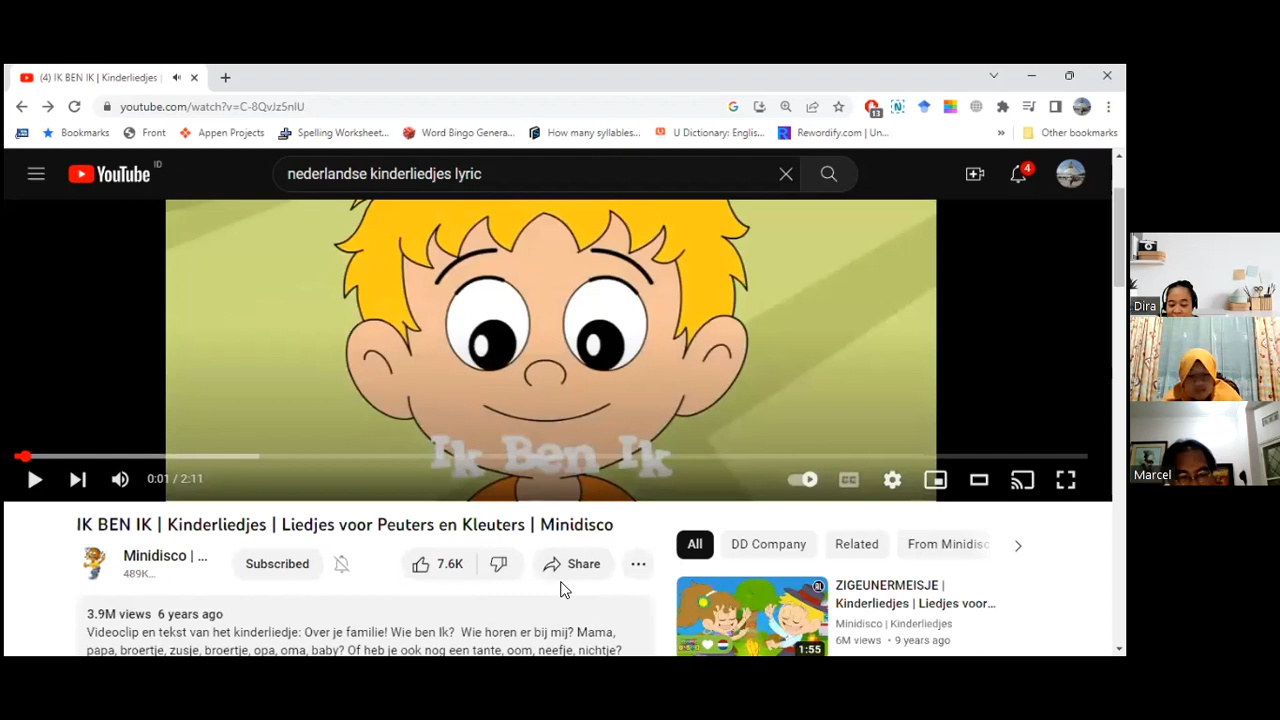 (4) IK BEN IK | Kinderliedjes |
youtube.com/watch?v=C-8QvJz5nIU
13
Bookmarks
Front
Appen Projects
Spelling Worksheet...
Word Bingo Genera...
How many syllables...
U Dictionary: Englis...
Rewordify.com | Un...
»
Other bookmarks
YouTube ID
nederlandse kinderliedjes lyric
4
Ik Ben Ik
0:01 / 2:11
CC
IK BEN IK | Kinderliedjes | Liedjes voor Peuters en Kleuters | Minidisco
Minidisco | ...
489K...
Subscribed
7.6K
Share
3.9M views 6 years ago
Videoclip en tekst van het kinderliedje: Over je familie! Wie ben Ik? Wie horen er bij mij? Mama,
papa, broertje, zusje, broertje, opa, oma, baby? Of heb je ook nog een tante, oom, neefje, nichtje?
All
DD Company
Related
From Minidisc
ZIGEUNERMEISJE |
Kinderliedjes | Liedjes voor...
Minidisco | Kinderliedjes
6M views • 9 years ago
1:55
Dira
Marcel